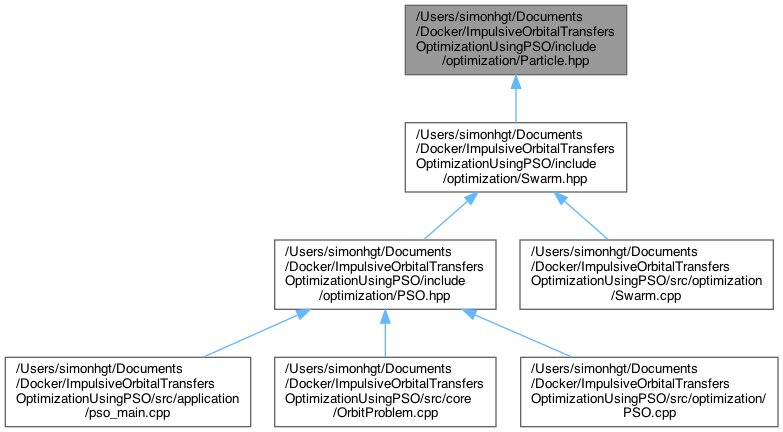 /Users/simonhgt/Documents
/Docker/ImpulsiveOrbitalTransfers
OptimizationUsingPSO/include
/optimization/Particle.hpp
/Users/simonhgt/Documents
/Docker/ImpulsiveOrbitalTransfers
OptimizationUsingPSO/include
/optimization/Swarm.hpp
/Users/simonhgt/Documents
/Docker/ImpulsiveOrbitalTransfers
OptimizationUsingPSO/include
/optimization/PSO.hpp
/Users/simonhgt/Documents
/Docker/ImpulsiveOrbitalTransfers
OptimizationUsingPSO/src/optimization
/Swarm.cpp
/Users/simonhgt/Documents
/Docker/ImpulsiveOrbitalTransfers
OptimizationUsingPSO/src/application
/pso_main.cpp
/Users/simonhgt/Documents
/Docker/ImpulsiveOrbitalTransfers
OptimizationUsingPSO/src/core
/OrbitProblem.cpp
/Users/simonhgt/Documents
/Docker/ImpulsiveOrbitalTransfers
OptimizationUsingPSO/src/optimization/
PSO.cpp